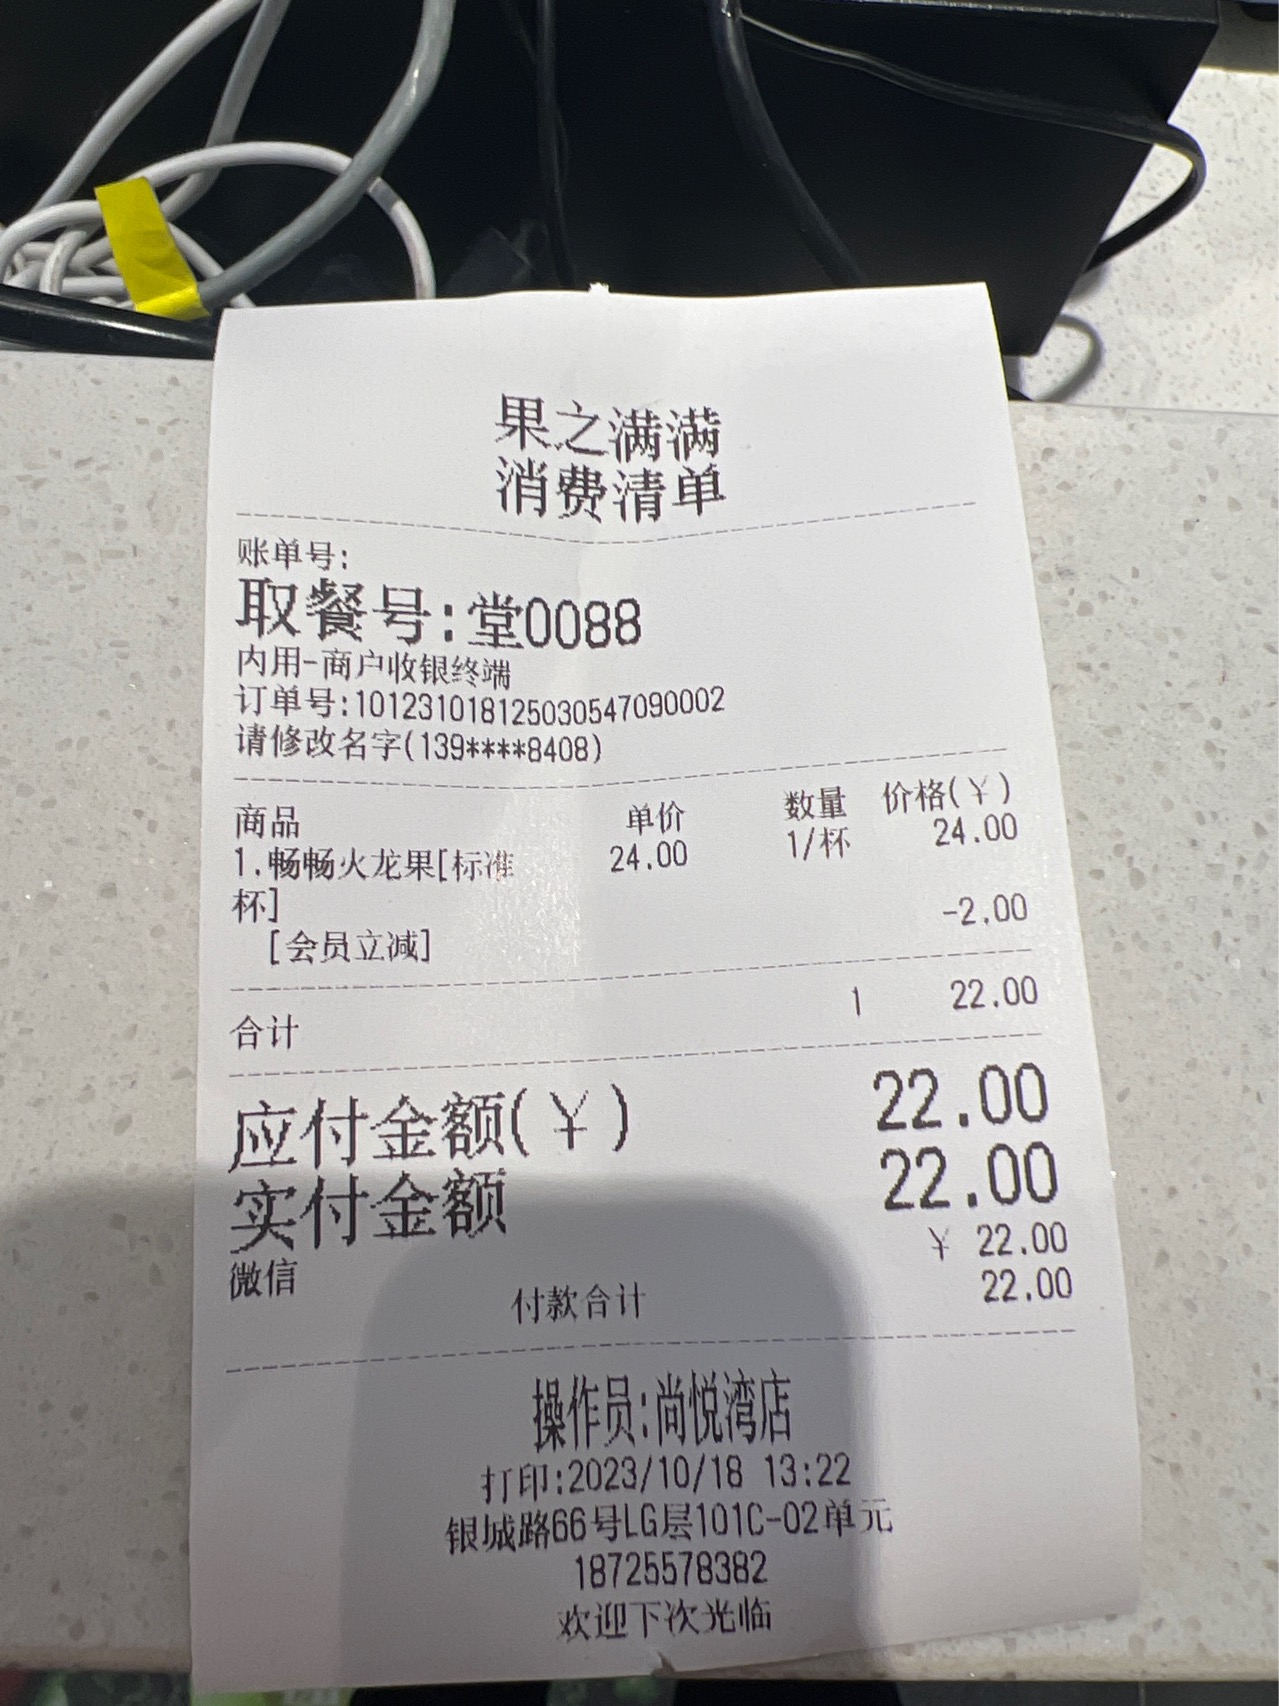 果之满满
消费清单
账单号:
取餐号:堂0088
内用-商户收银终端
订单号:101231018125030547090002
请修改名字(139****8408)
商品 单价 数量 价格(¥)
1.畅畅火龙果[标准 24.00 1/杯 24.00
杯]
[会员立减] -2.00
合计 1 22.00
应付金额(¥) 22.00
实付金额 22.00
微信 ¥ 22.00
付款合计 22.00
操作员:尚悦湾店
打印:2023/10/18 13:22
银城路66号LG层101C-02单元
18725578382
欢迎下次光临